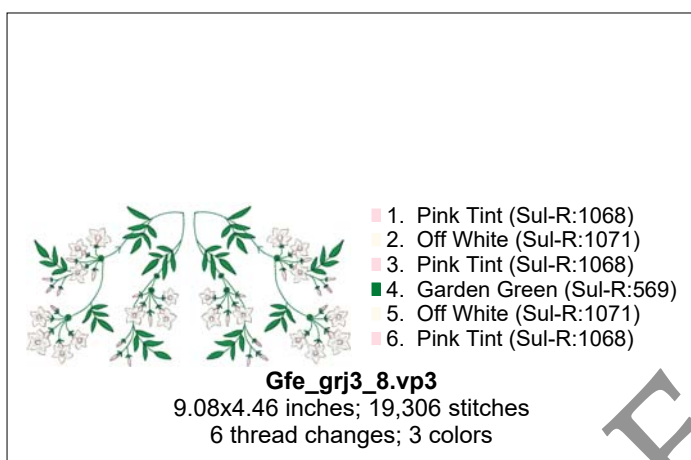 1. Pink Tint (Sul-R:1068)
2. Off White (Sul-R:1071)
3. Pink Tint (Sul-R:1068)
4. Garden Green (Sul-R:569)
5. Off White (Sul-R:1071)
6. Pink Tint (Sul-R:1068)
Gfe_grj3_8.vp3
9.08x4.46 inches; 19,306 stitches
6 thread changes; 3 colors